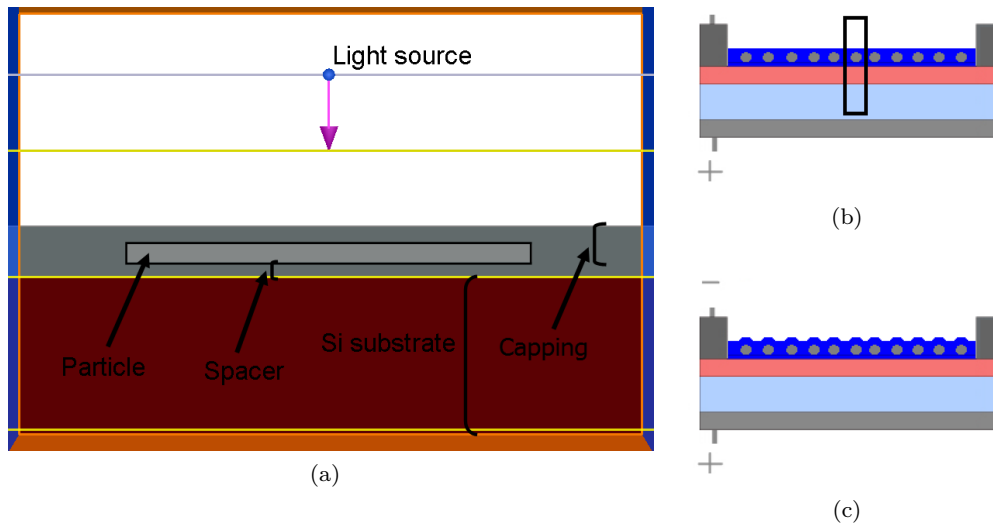 Light source
Particle
Spacer
Si substrate
Capping
(a)
+
(b)
−
+
(c)